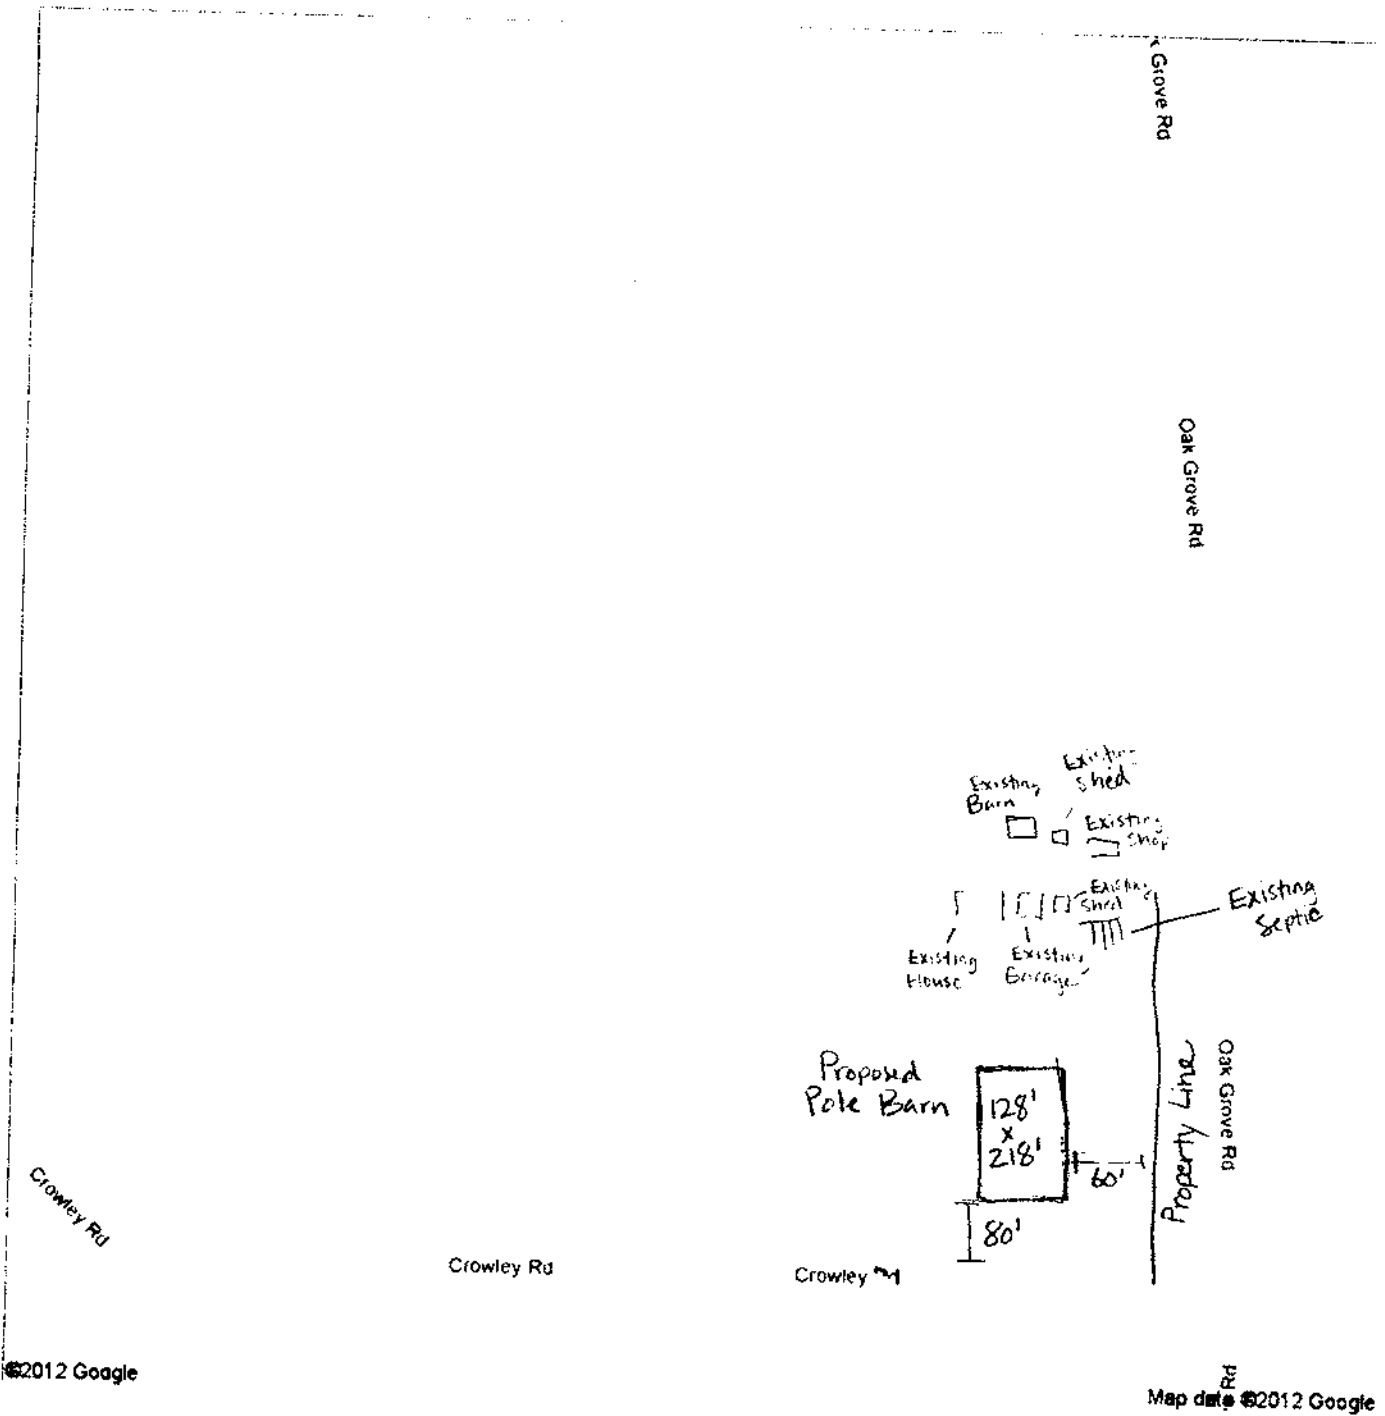 Grove Rd
Oak Grove Rd
Existing
Shed
Existing
Barn
Existing
Shop
Existing
Shed
Existing
Septic
Existing
House
Existing
Garage
Proposed
Pole Barn
128'
x
218'
60'
80'
Property Line
Oak Grove Rd
Crowley Rd
Crowley Rd
Crowley
Rd
©2012 Google
Map data ©2012 Google